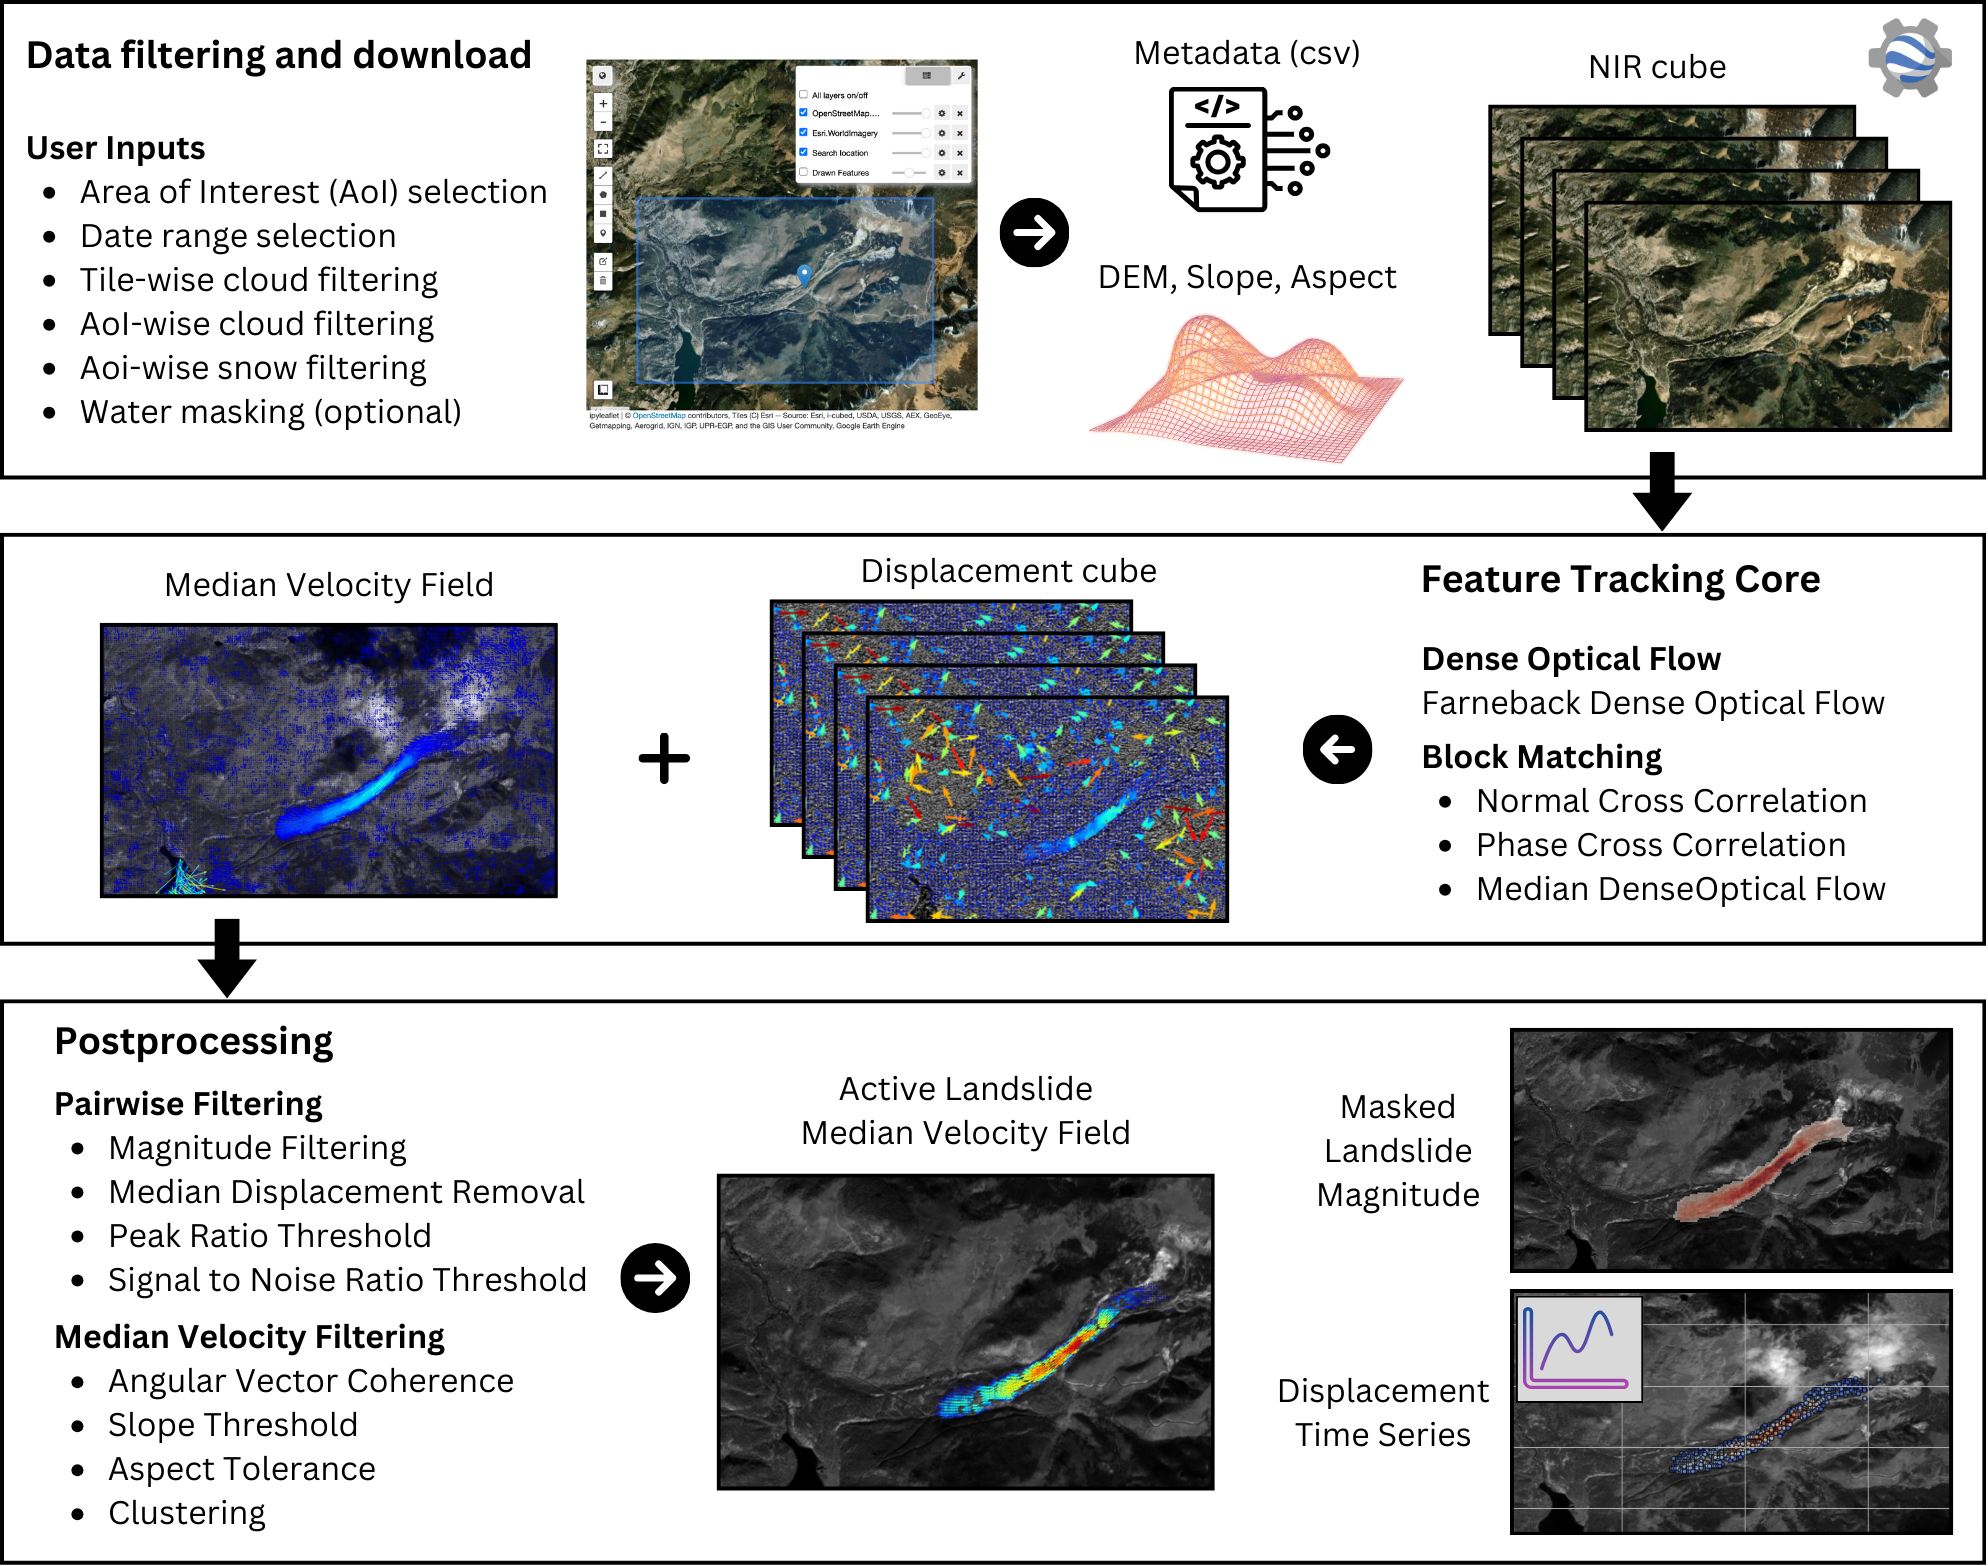 Data filtering and download
User Inputs
• Area of Interest (AoI) selection
• Date range selection
• Tile-wise cloud filtering
• AoI-wise cloud filtering
• Aoi-wise snow filtering
• Water masking (optional)
All layers on/off
OpenStreetMap....
Esri.WorldImagery
Search location
Drawn Features
ipyleaflet | © OpenStreetMap contributors, Tiles (C) Esri -- Source: Esri, i-cubed, USDA, USGS, AEX, GeoEye,
Getmapping, Aerogrid, IGN, IGP, UPR-EGP, and the GIS User Community, Google Earth Engine
Metadata (csv)
</>
DEM, Slope, Aspect
NIR cube
Median Velocity Field
Displacement cube
Feature Tracking Core
Dense Optical Flow
Farneback Dense Optical Flow
Block Matching
• Normal Cross Correlation
• Phase Cross Correlation
• Median DenseOptical Flow
Postprocessing
Pairwise Filtering
• Magnitude Filtering
• Median Displacement Removal
• Peak Ratio Threshold
• Signal to Noise Ratio Threshold
Median Velocity Filtering
• Angular Vector Coherence
• Slope Threshold
• Aspect Tolerance
• Clustering
Active Landslide
Median Velocity Field
Masked
Landslide
Magnitude
Displacement
Time Series